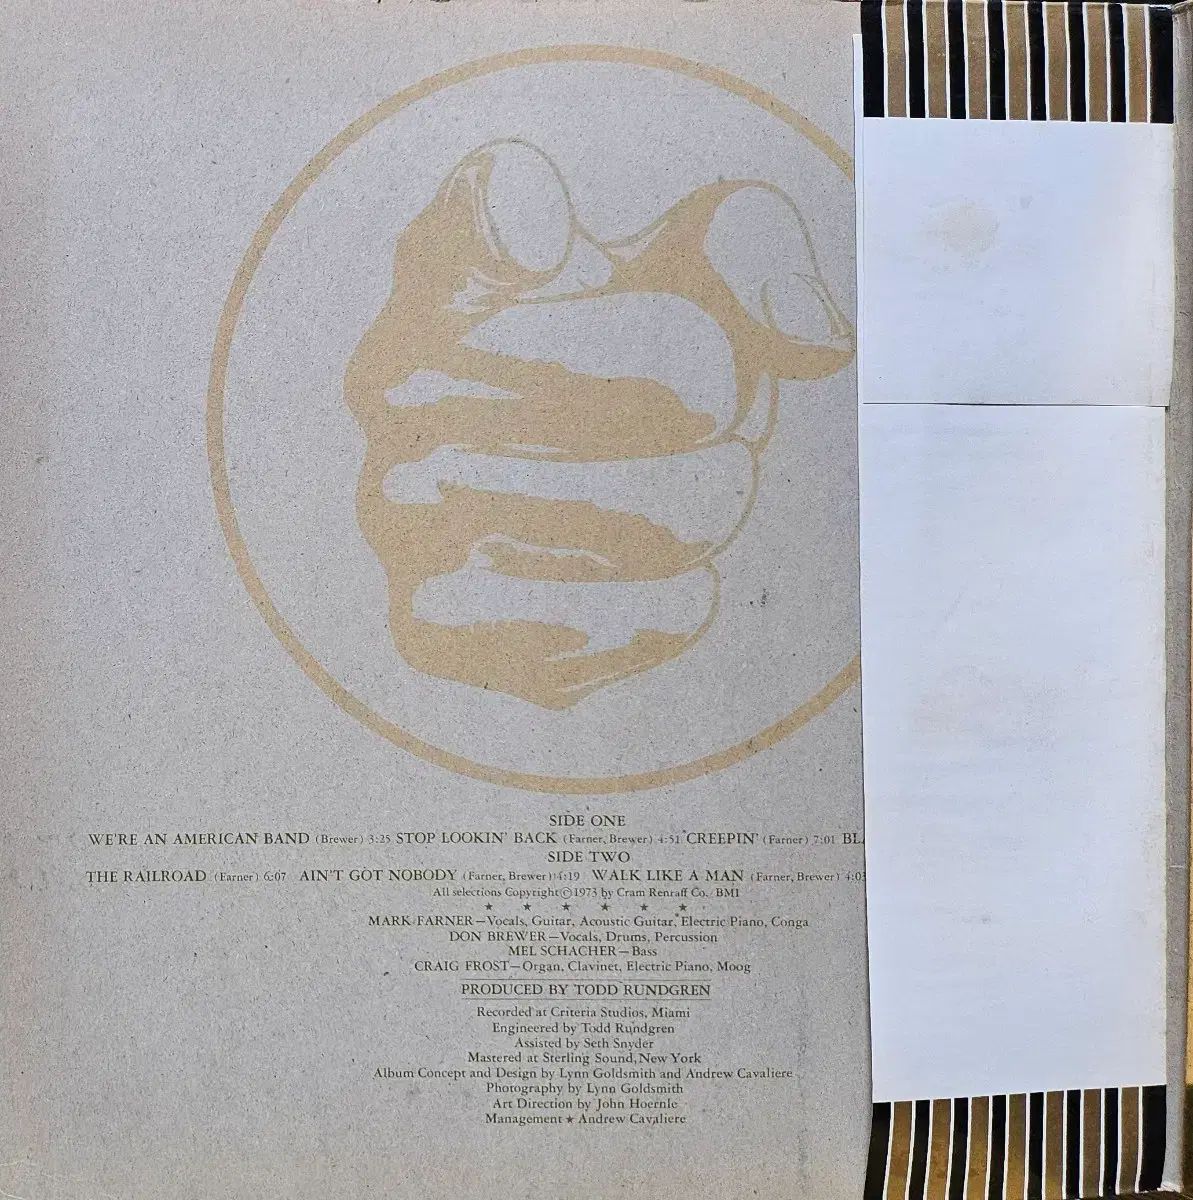 SIDE ONE
WE'RE AN AMERICAN BAND (Brewer) 3:25 STOP LOOKIN' BACK (Farner, Brewer) 4:51 CREEPIN' (Farner) 7:01 BL
SIDE TWO
THE RAILROAD (Farner) 6:07 AIN'T GOT NOBODY (Farner, Brewer) 4:19 WALK LIKE A MAN (Farner, Brewer) 4:03
All selections Copyright © 1973 by Cram Renraff Co. / BMI
★ ★ ★ ★ ★ ★
MARK FARNER—Vocals, Guitar, Acoustic Guitar, Electric Piano, Conga
DON BREWER—Vocals, Drums, Percussion
MEL SCHACHER—Bass
CRAIG FROST—Organ, Clavinet, Electric Piano, Moog
PRODUCED BY TODD RUNDGREN
Recorded at Criteria Studios, Miami
Engineered by Todd Rundgren
Assisted by Seth Snyder
Mastered at Sterling Sound, New York
Album Concept and Design by Lynn Goldsmith and Andrew Cavaliere
Photography by Lynn Goldsmith
Art Direction by John Hoernle
Management ★ Andrew Cavaliere